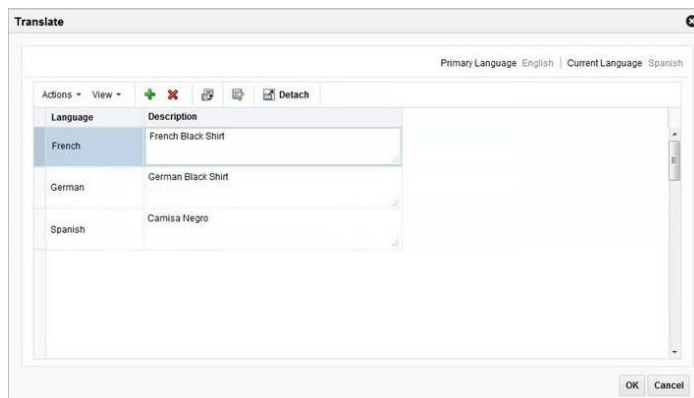 Translate
Primary Language English Current Language Spanish
Actions View Detach
Language Description
French French Black Shirt
German German Black Shirt
Spanish Camisa Negro
OK Cancel